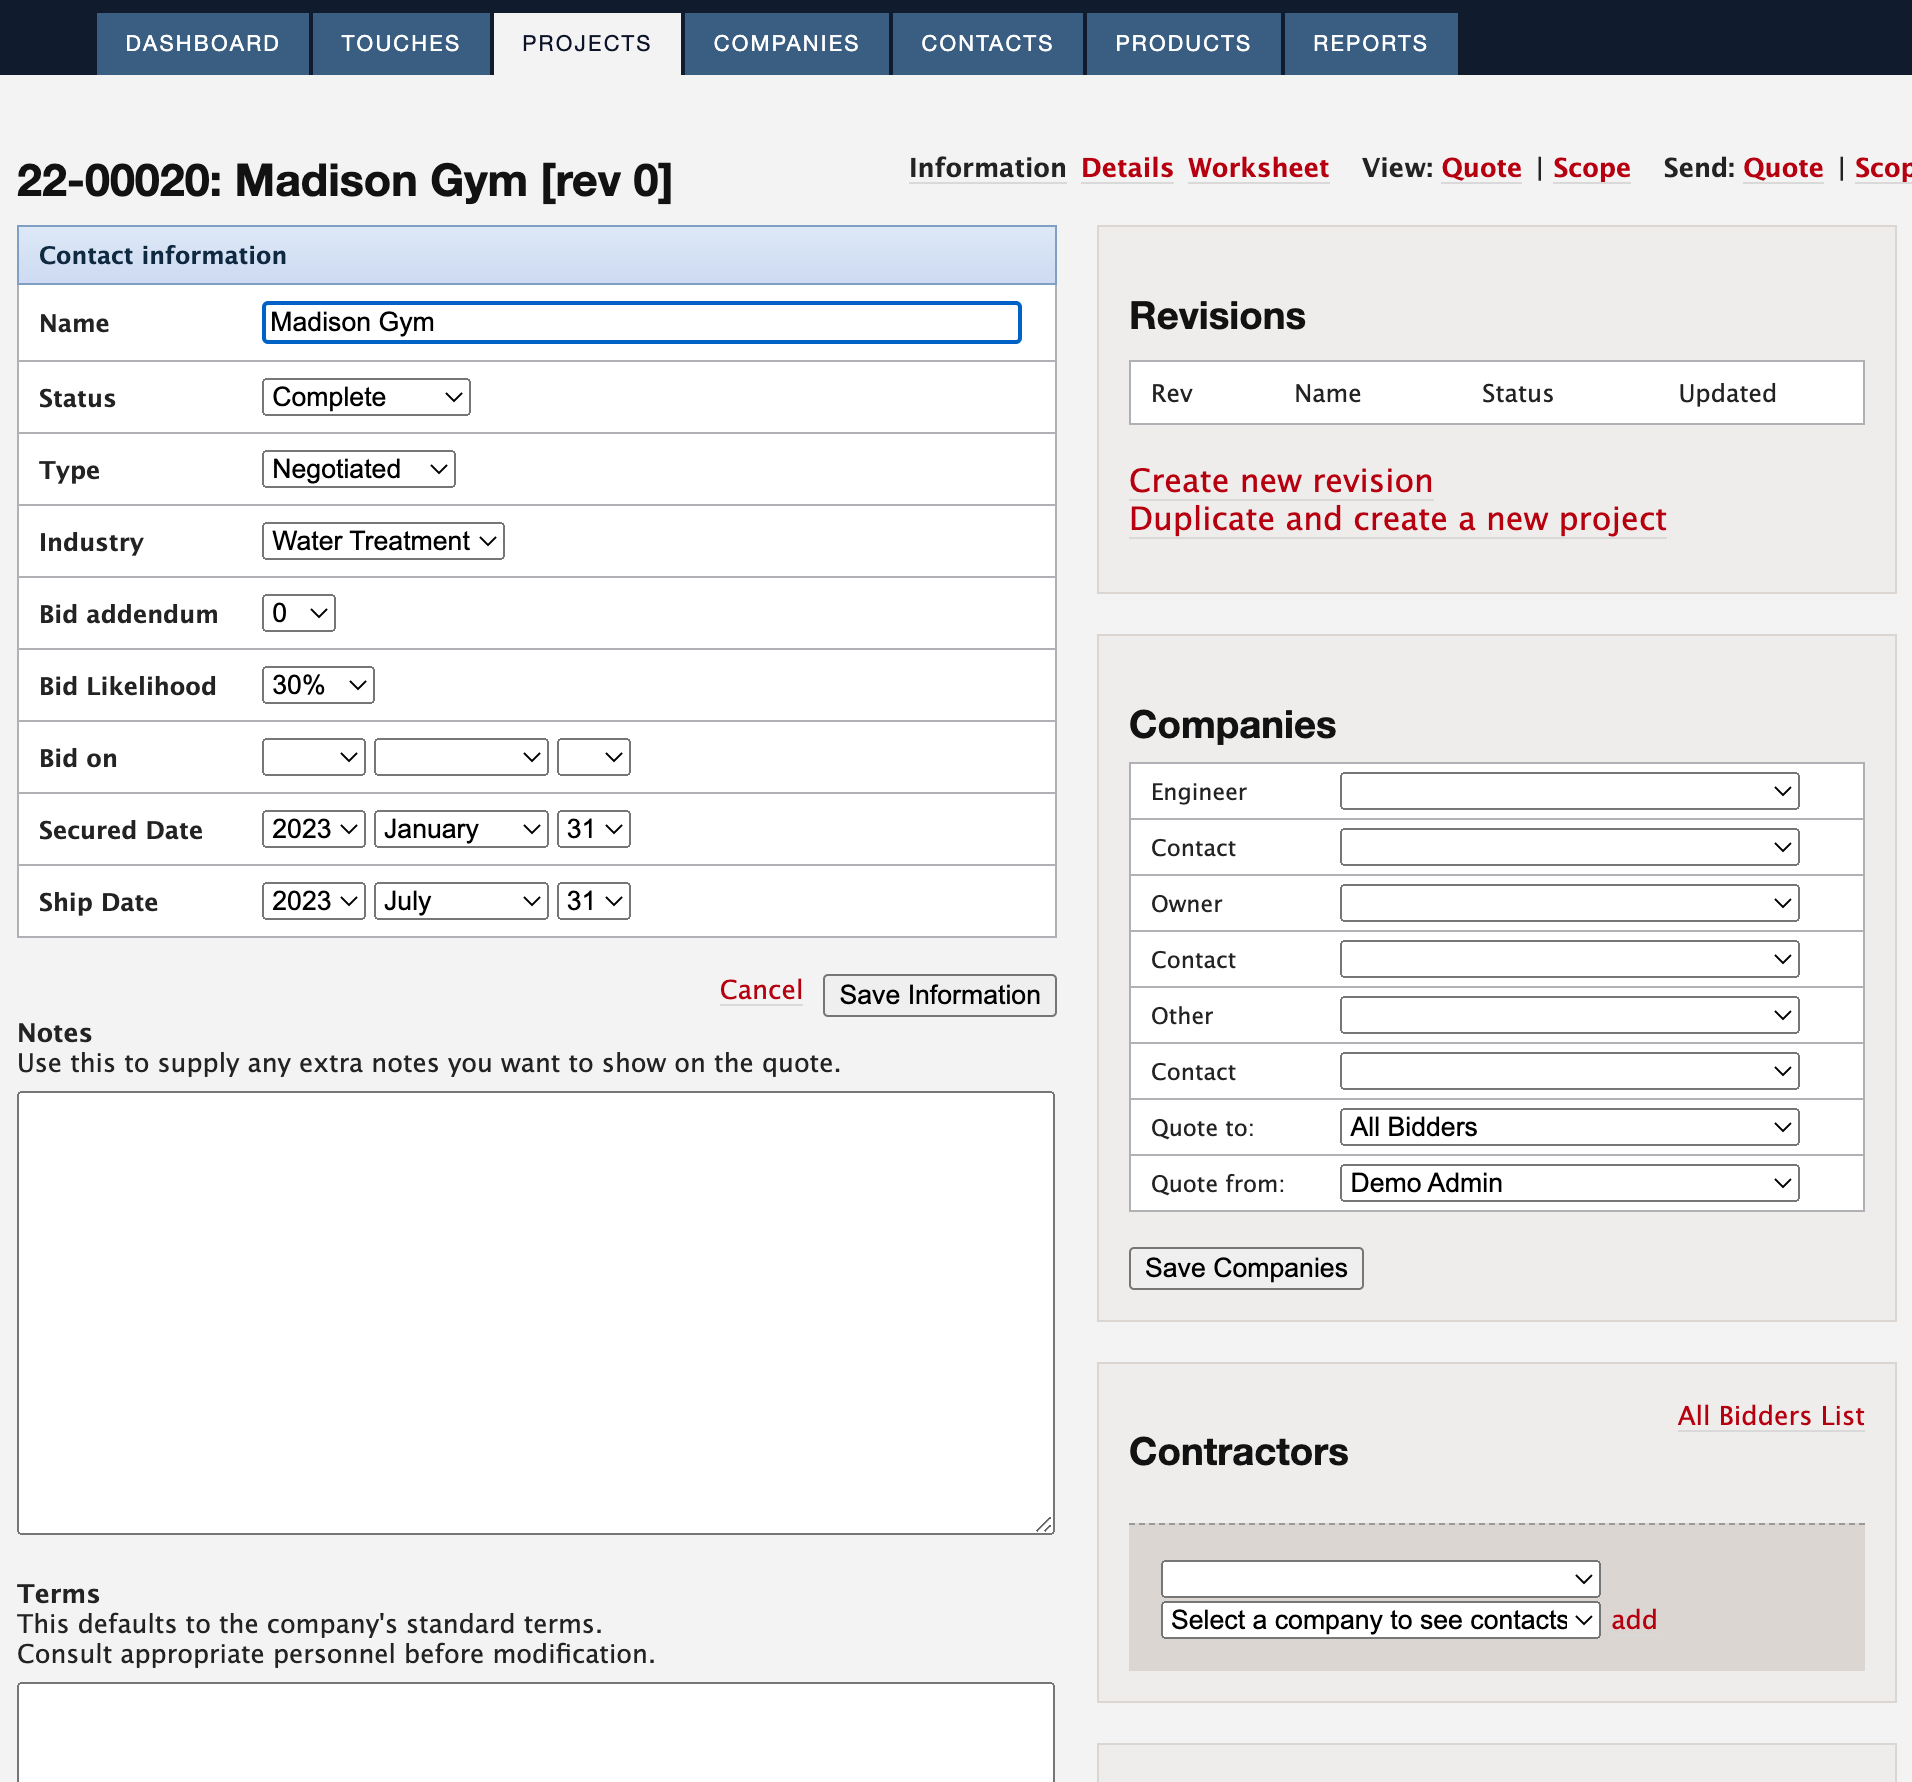 DASHBOARD TOUCHES PROJECTS COMPANIES CONTACTS PRODUCTS REPORTS
22-00020: Madison Gym [rev 0]
Information Details Worksheet View: Quote | Scope Send: Quote | Scop
Contact information
Name Madison Gym
Status Complete
Type Negotiated
Industry Water Treatment
Bid addendum 0
Bid Likelihood 30%
Bid on
Secured Date 2023 January 31
Ship Date 2023 July 31
Cancel Save Information
Notes
Use this to supply any extra notes you want to show on the quote.
Terms
This defaults to the company's standard terms.
Consult appropriate personnel before modification.
Revisions
Rev Name Status Updated
Create new revision
Duplicate and create a new project
Companies
Engineer
Contact
Owner
Contact
Other
Contact
Quote to: All Bidders
Quote from: Demo Admin
Save Companies
All Bidders List
Contractors
Select a company to see contacts add